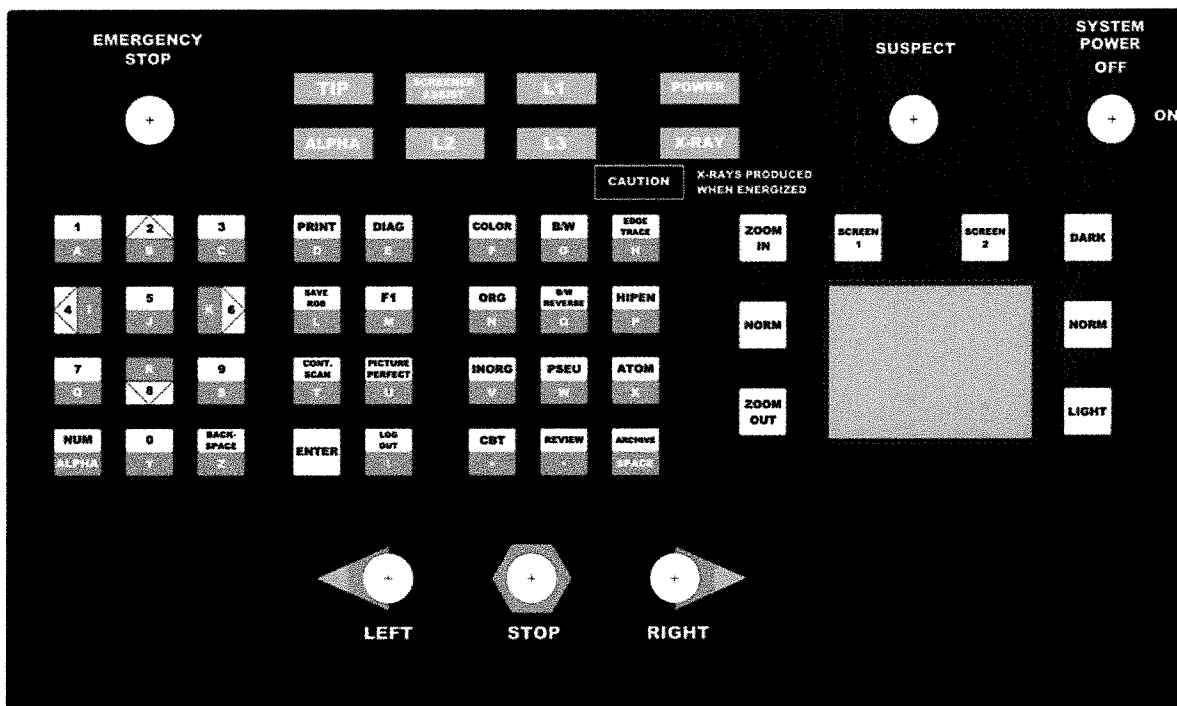 EMERGENCY
STOP
SUSPECT
SYSTEM
POWER
OFF
ON
TIP
SCREENER
ASSIST
L1
POWER
ALPHA
L2
L3
X-RAY
CAUTION
X-RAYS PRODUCED
WHEN ENERGIZED
1
A
2
B
3
C
PRINT
D
DIAG
E
COLOR
F
B/W
G
EDGE
TRACE
H
ZOOM
IN
SCREEN
1
SCREEN
2
DARK
4 I
5
J
K 6
SAVE
ROB
L
F1
M
ORG
N
B/W
REVERSE
O
HIPEN
P
NORM
NORM
7
Q
R
8
9
S
CONT.
SCAN
T
PICTURE
PERFECT
U
INORG
V
PSEU
W
ATOM
X
ZOOM
OUT
LIGHT
NUM
ALPHA
0
Y
BACK-
SPACE
Z
ENTER
LOG
OUT
CBT
REVIEW
ARCHIVE
SPACE
LEFT
STOP
RIGHT